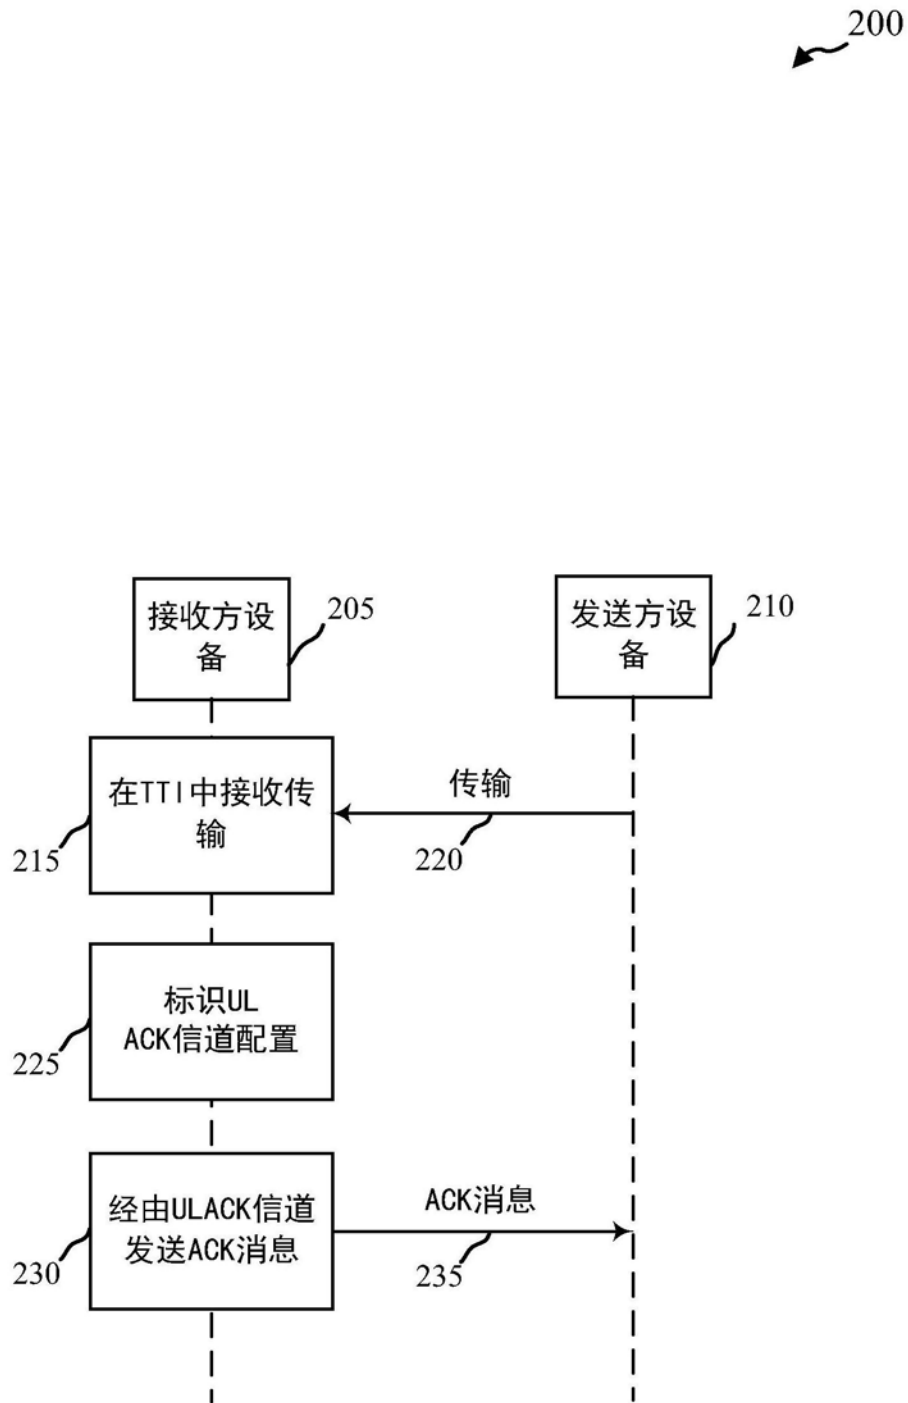 200
接收方设
备
205
发送方设
备
210
在TTI中接收传
输
215
传输
220
标识UL
ACK信道配置
225
经由ULACK信道
发送ACK消息
230
ACK消息
235